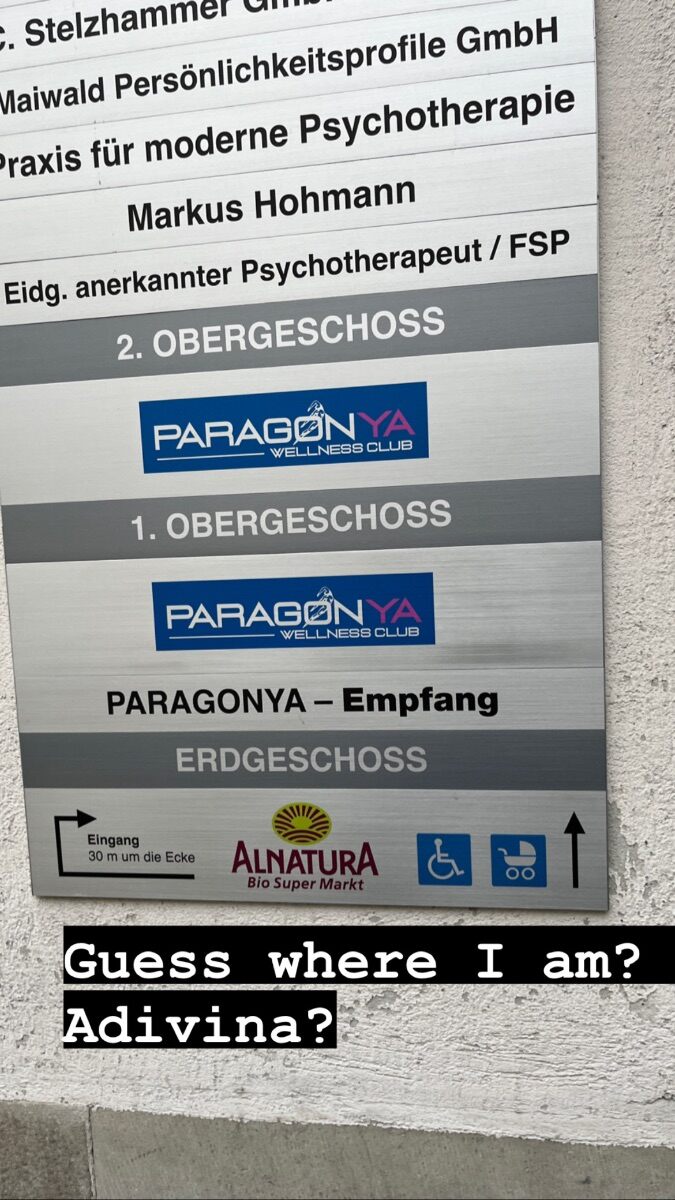 C. Stelzhammer GmbH
Maiwald Persönlichkeitsprofile GmbH
Praxis für moderne Psychotherapie
Markus Hohmann
Eidg. anerkannter Psychotherapeut / FSP
2. OBERGESCHOSS
PARAGONYA
WELLNESS CLUB
1. OBERGESCHOSS
PARAGONYA
WELLNESS CLUB
PARAGONYA – Empfang
ERDGESCHOSS
Eingang
30 m um die Ecke
ALNATURA
Bio Super Markt
Guess where I am?
Adivina?